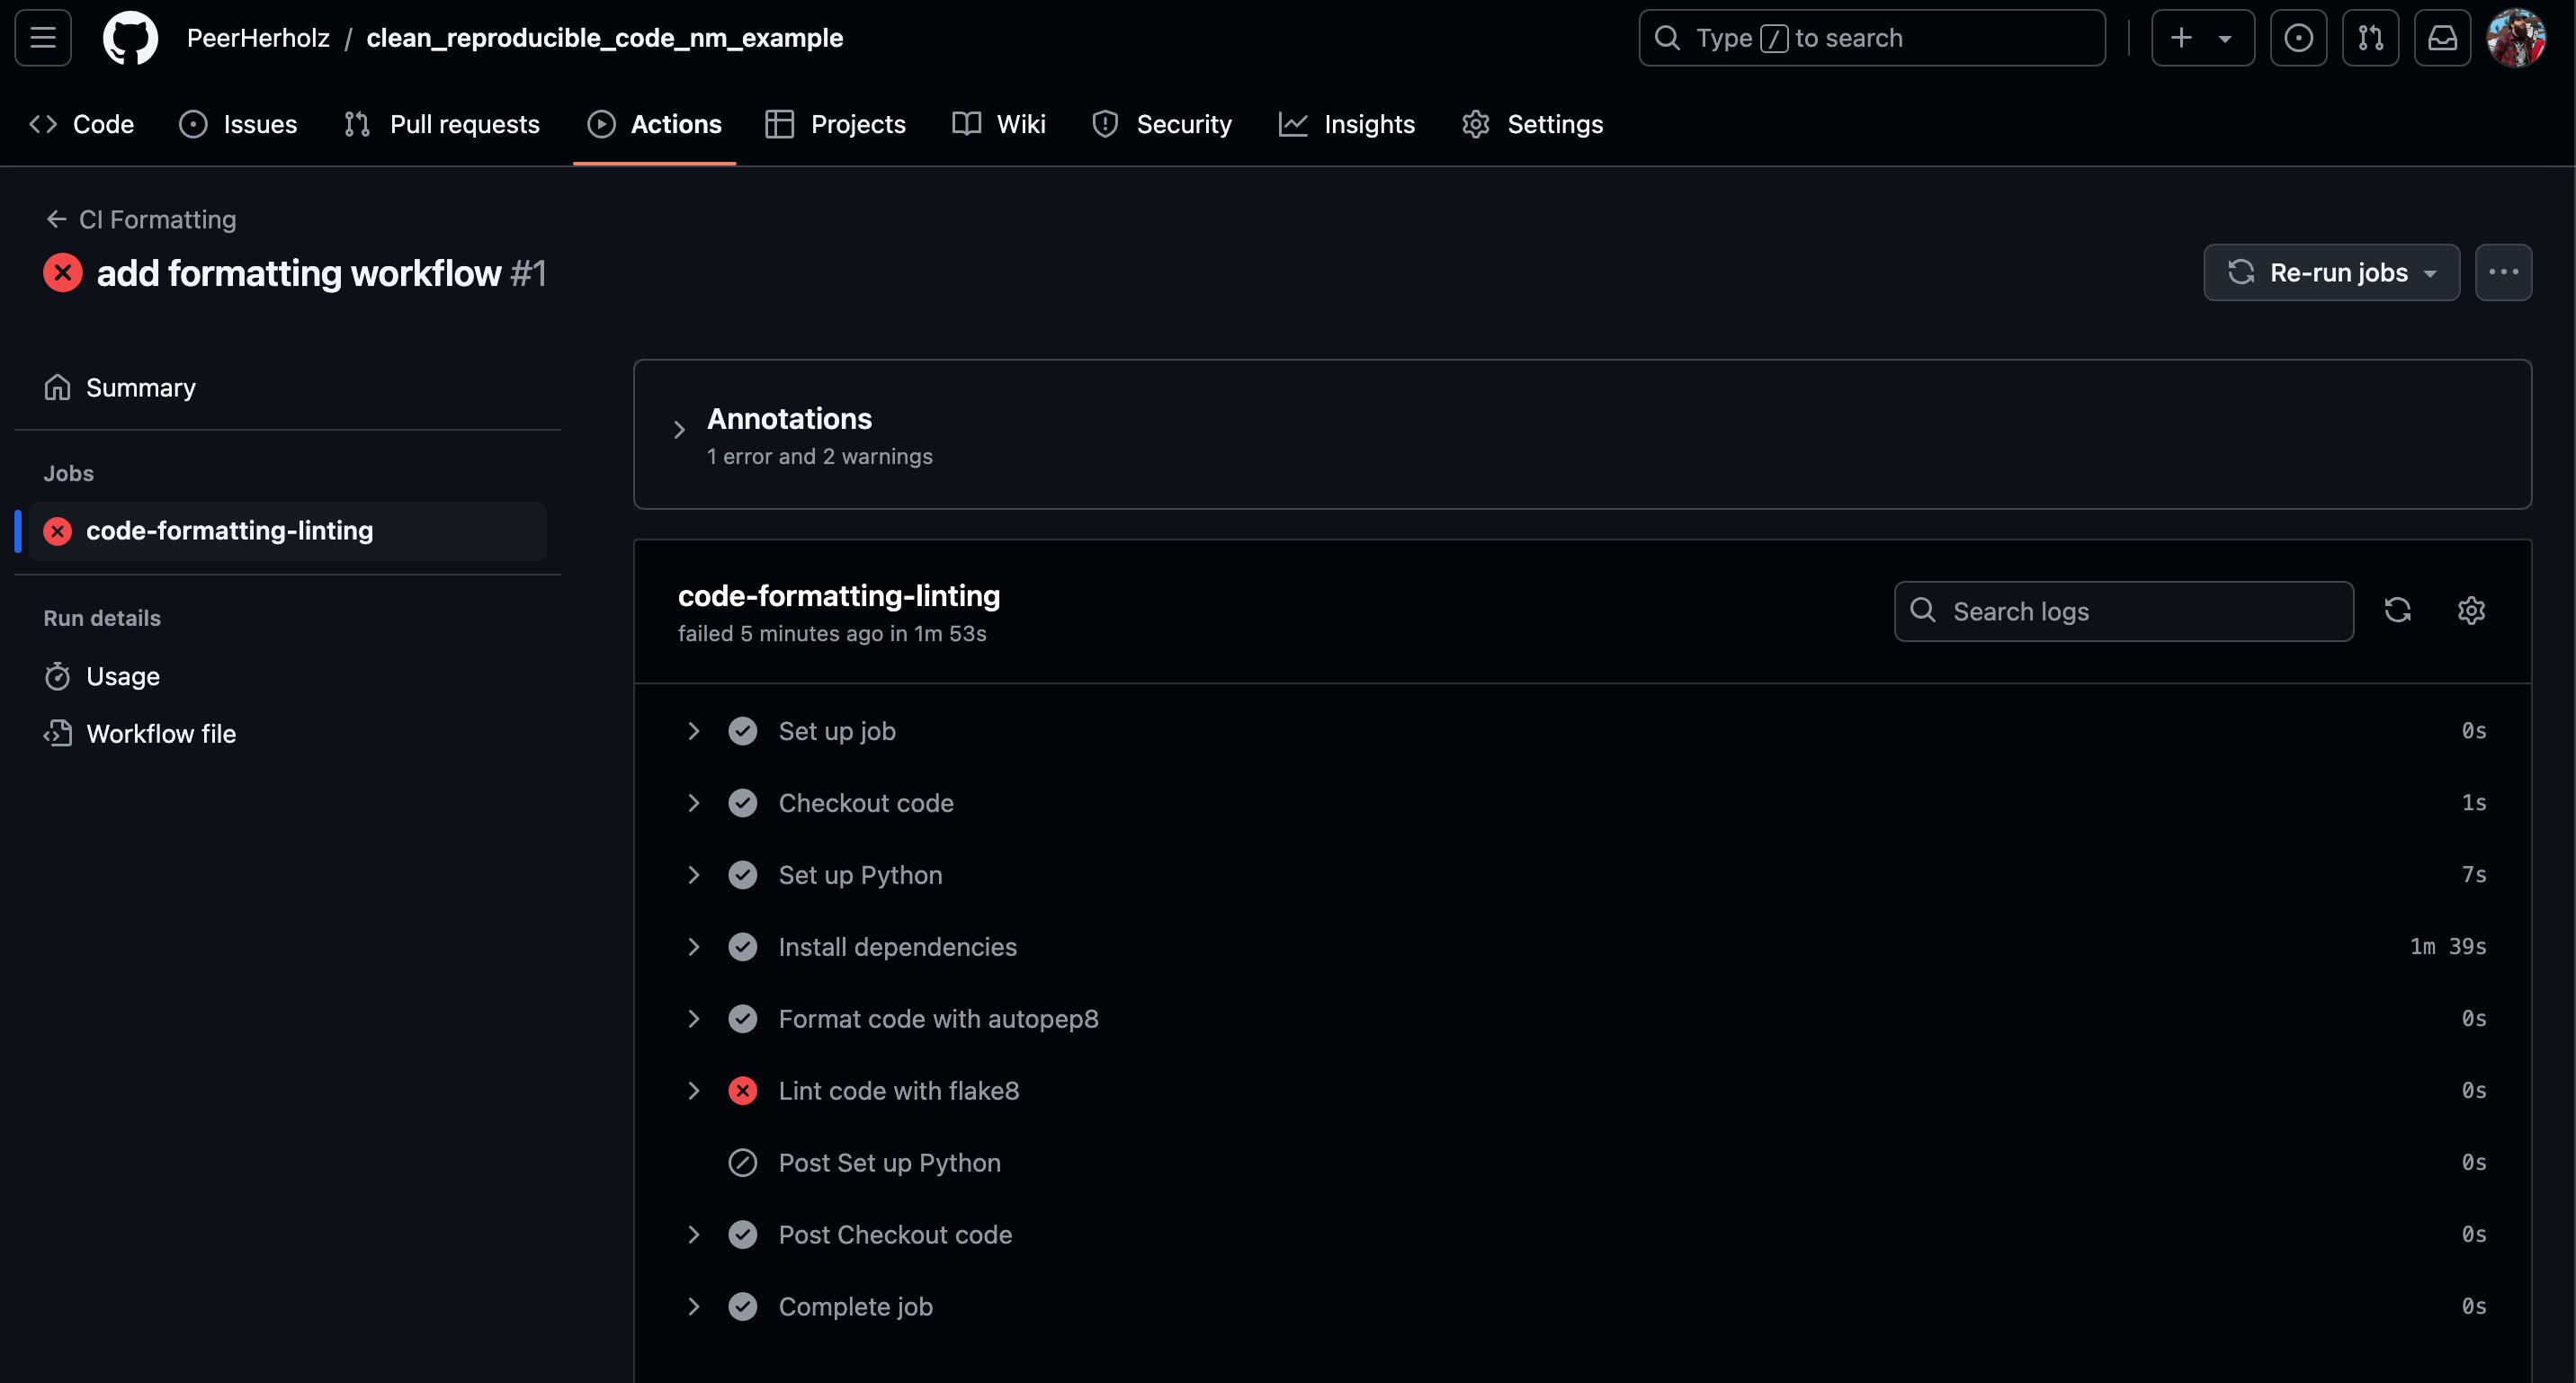 PeerHerholz / clean_reproducible_code_nm_example
Type / to search
Code Issues Pull requests Actions Projects Wiki Security Insights Settings
CI Formatting
add formatting workflow #1
Re-run jobs
Summary
Jobs
code-formatting-linting
Run details
Usage
Workflow file
Annotations
1 error and 2 warnings
code-formatting-linting
failed 5 minutes ago in 1m 53s
Search logs
Set up job 0s
Checkout code 1s
Set up Python 7s
Install dependencies 1m 39s
Format code with autopep8 0s
Lint code with flake8 0s
Post Set up Python 0s
Post Checkout code 0s
Complete job 0s